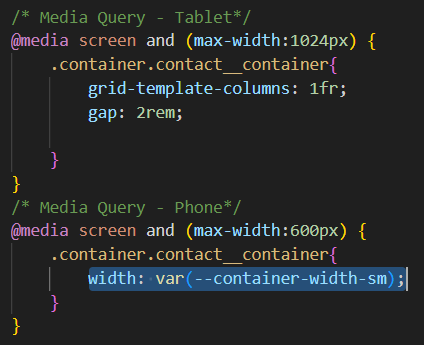 /* Media Query - Tablet*/
@media screen and (max-width:1024px) {
.container.contact__container{
grid-template-columns: 1fr;
gap: 2rem;
}
}
/* Media Query - Phone*/
@media screen and (max-width:600px) {
.container.contact__container{
width: var(--container-width-sm);
}
}